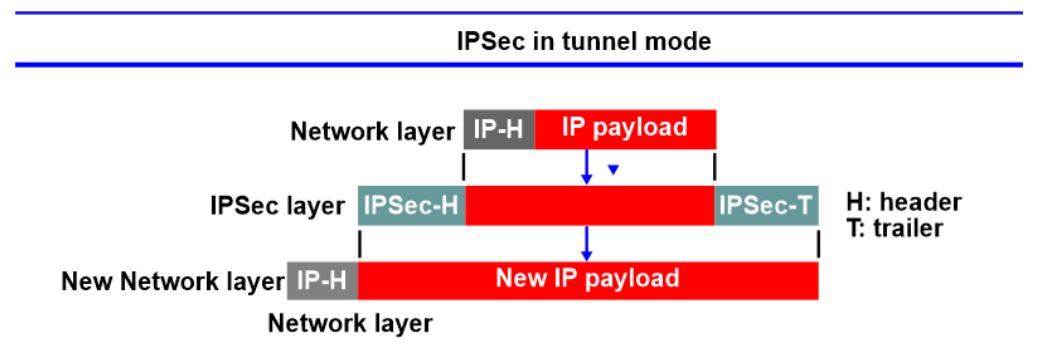 IPSec in tunnel mode
Network layer IP-H IP payload
IPSec layer IPSec-H IPSec-T H: header
T: trailer
New Network layer IP-H New IP payload
Network layer